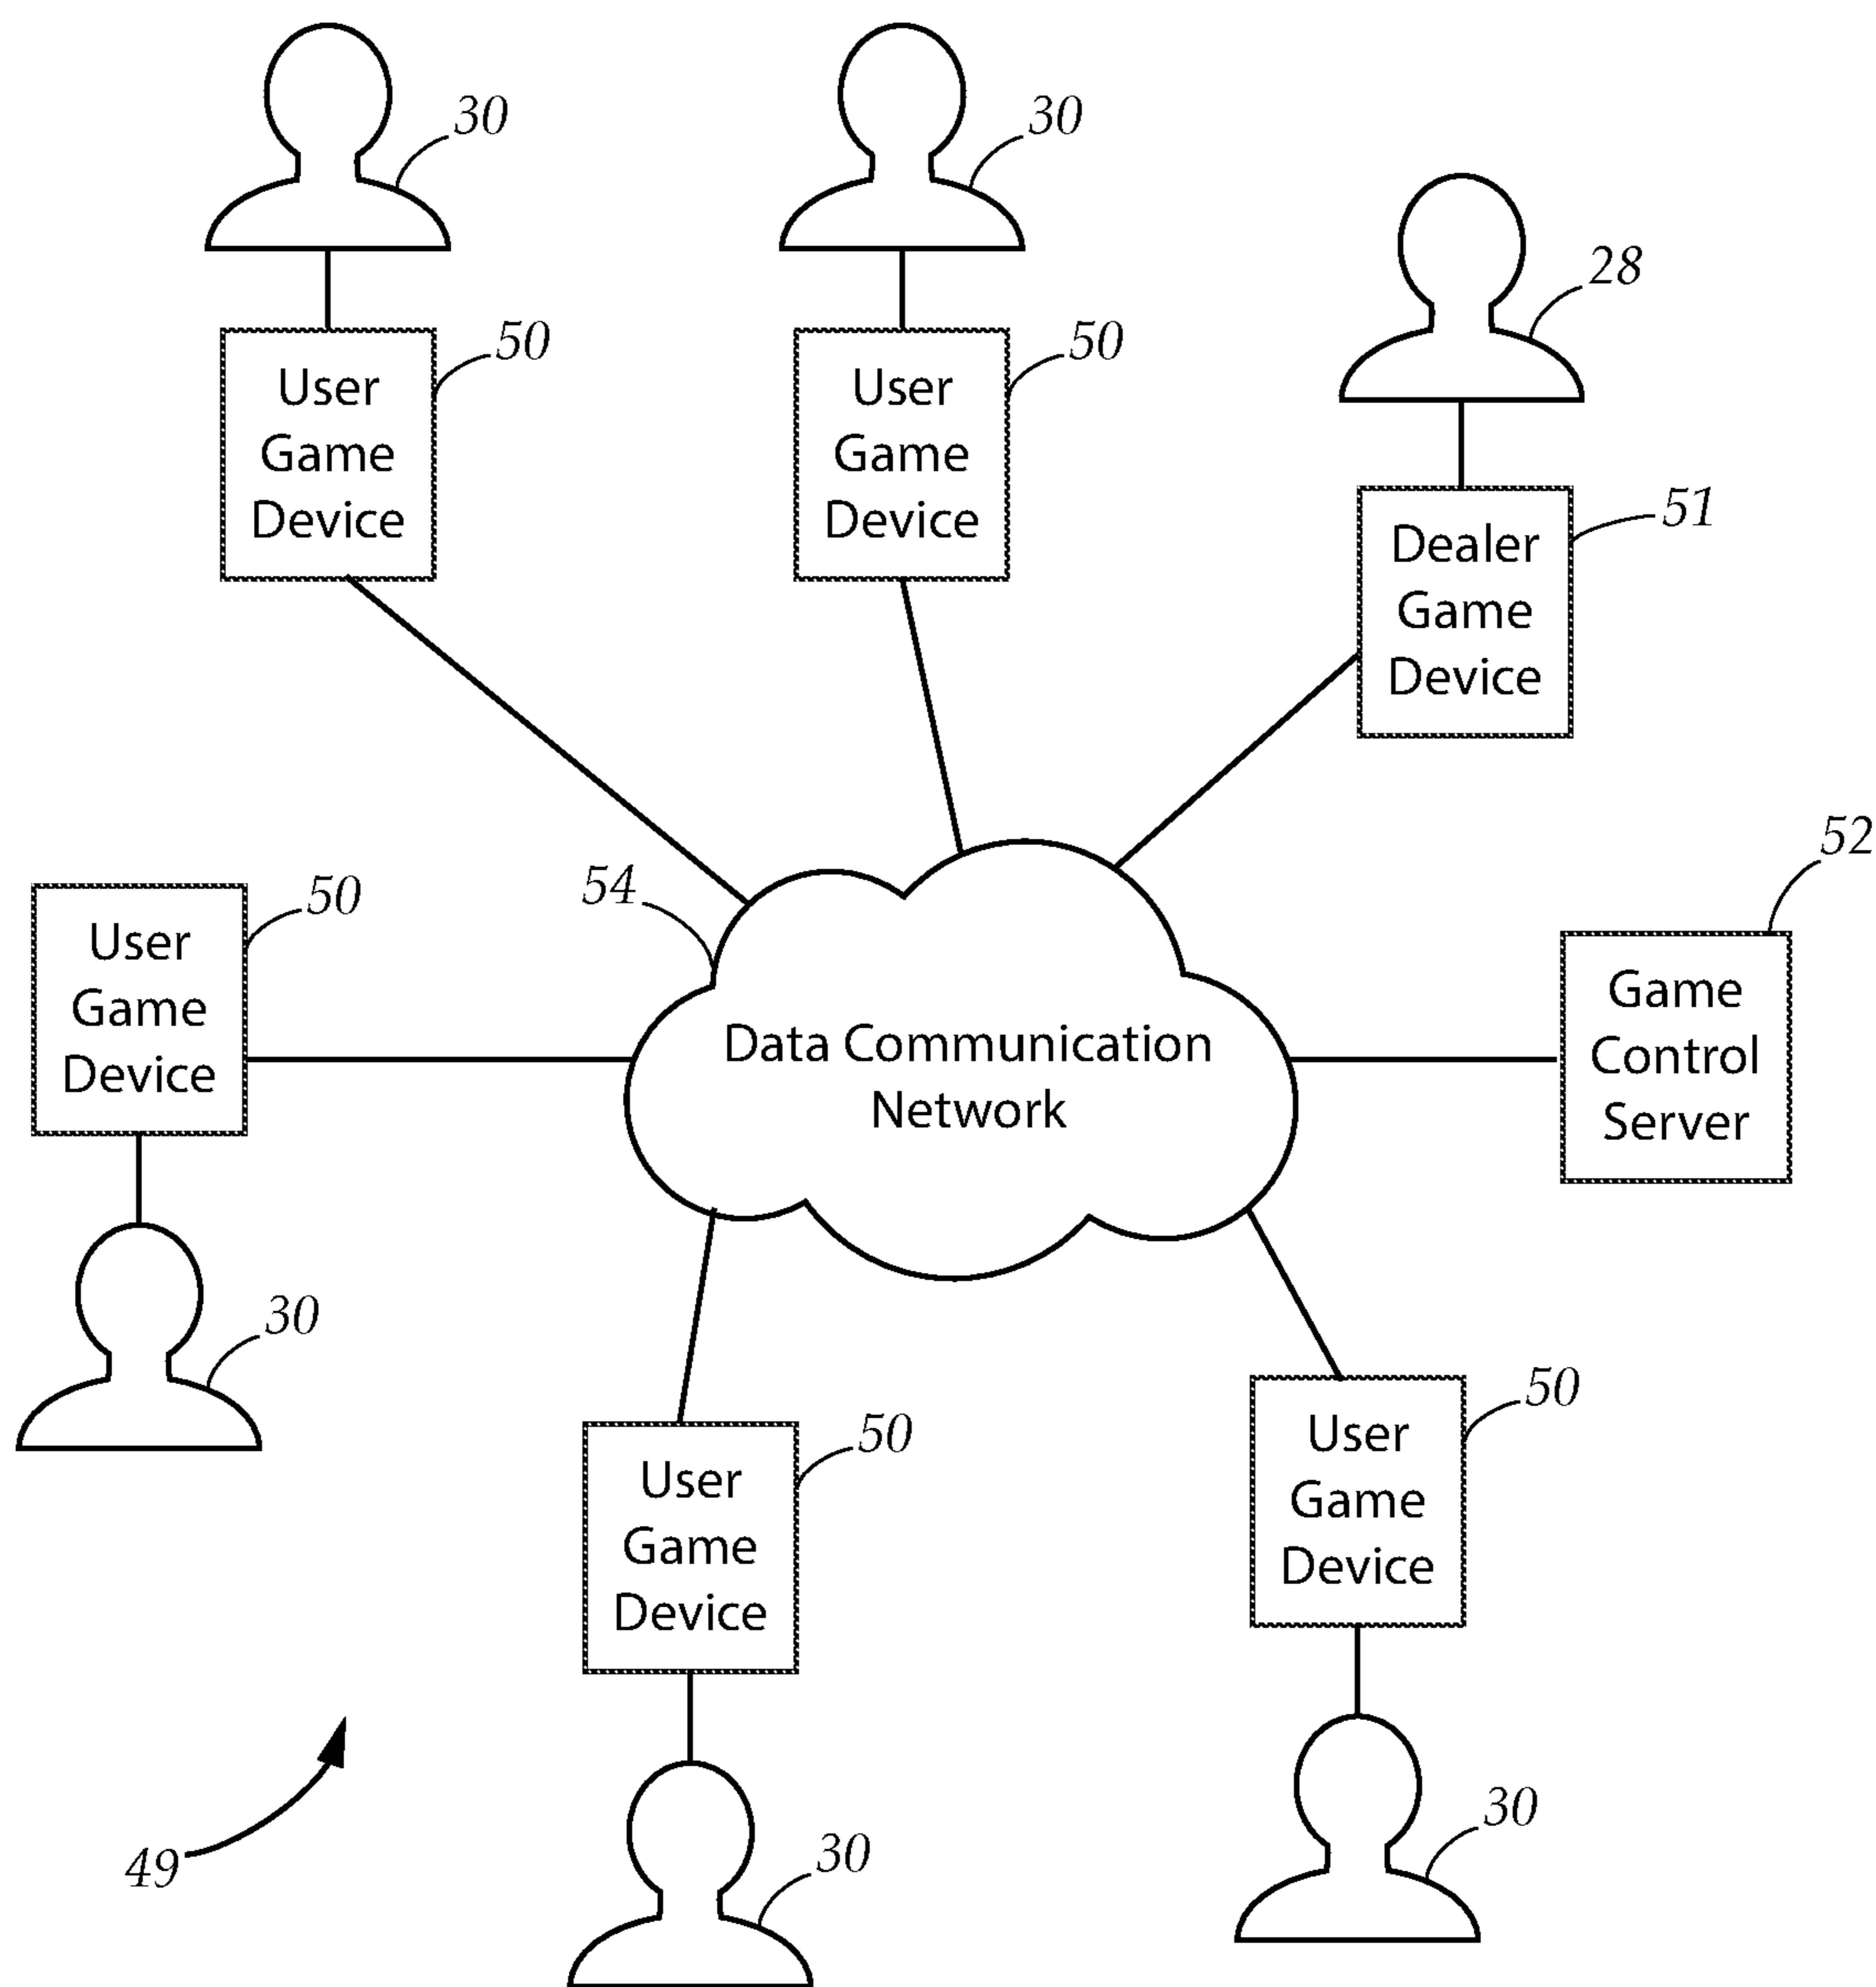 30
30
28
50
User
Game
Device
50
User
Game
Device
51
Dealer
Game
Device
52
54
50
User
Game
Device
Data Communication
Network
Game
Control
Server
30
50
User
Game
Device
50
User
Game
Device
49
30
30